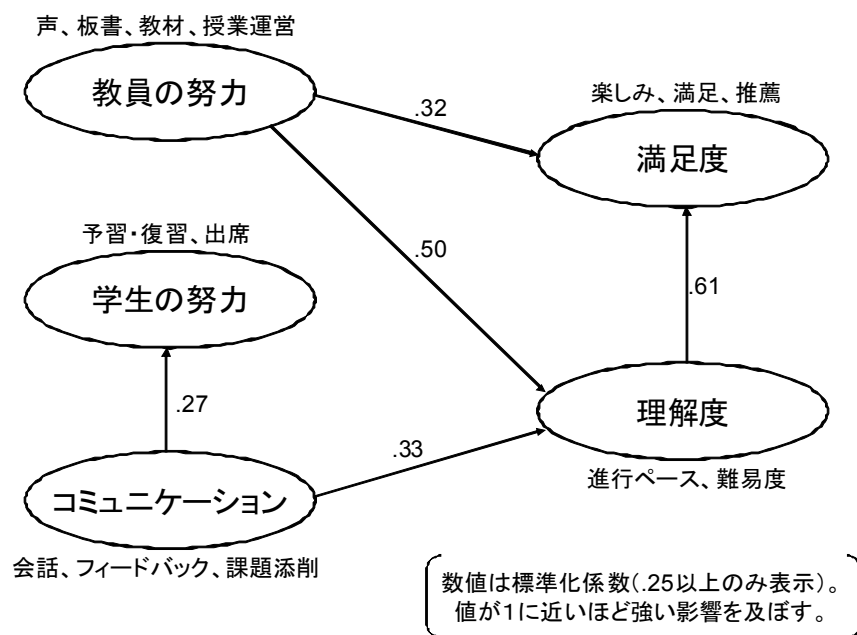 声、板書、教材、授業運営
教員の努力
.32
楽しみ、満足、推薦
満足度
予習・復習、出席
.50
学生の努力
.61
.27
理解度
.33
進行ペース、難易度
コミュニケーション
会話、フィードバック、課題添削
数値は標準化係数(.25以上のみ表示)。
値が1に近いほど強い影響を及ぼす。